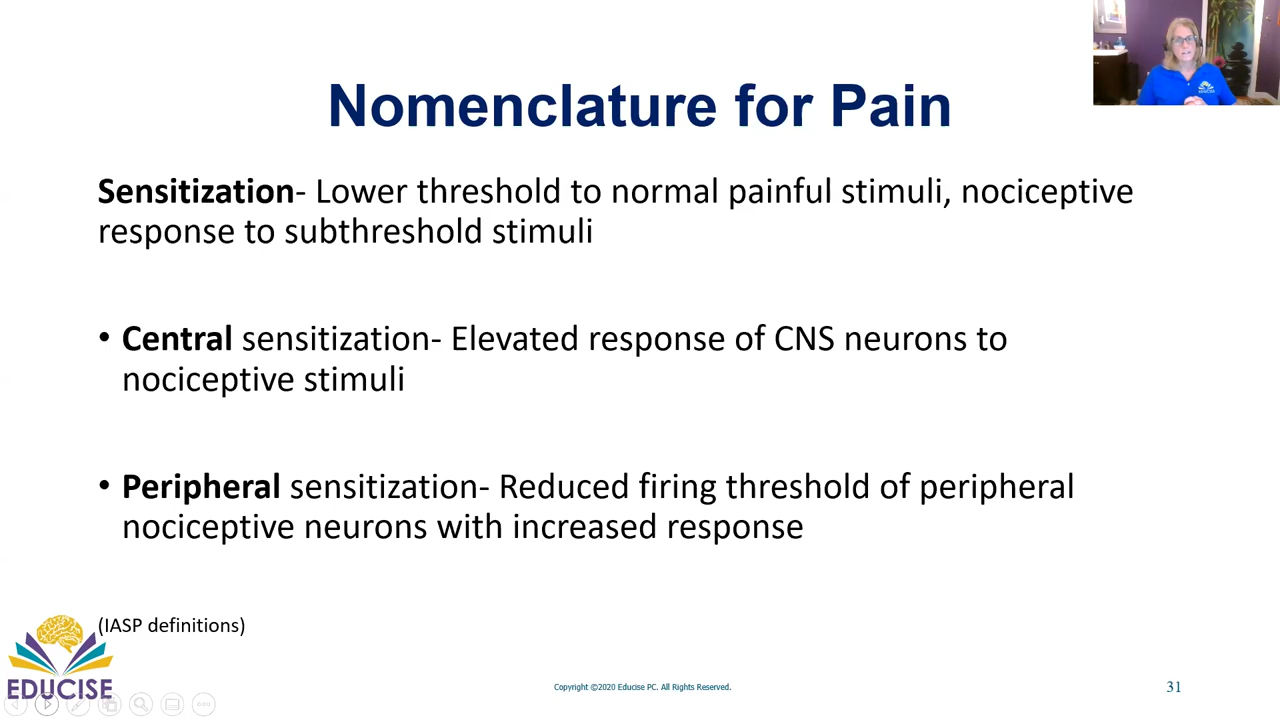 Nomenclature for Pain
Sensitization- Lower threshold to normal painful stimuli, nociceptive
response to subthreshold stimuli
• Central sensitization- Elevated response of CNS neurons to
nociceptive stimuli
• Peripheral sensitization- Reduced firing threshold of peripheral
nociceptive neurons with increased response
(IASP definitions)
EDUCISE
Copyright ©2020 Educise PC. All Rights Reserved.
31
EDUCISE